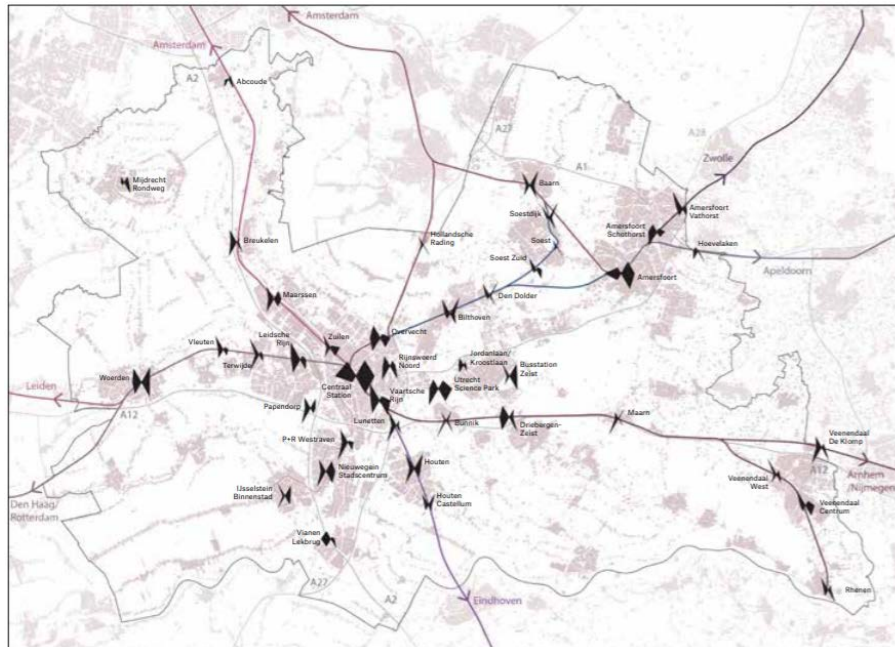 Amsterdam
Amsterdam
A2
Abcoude
A27
A1
A28
Zwolle
Mijdrecht
Rondweg
Baarn
Soestdijk
Amersfoort
Vathorst
Amersfoort
Schothorst
Breukelen
Hollandsche
Rading
Soest
Hoevelaken
Soest Zuid
Amersfoort
Apeldoorn
Den Dolder
Maarssen
Bilthoven
Zuilen
Overvecht
Vleuten
Leidsche
Rijn
Terwijde
Rijnsweerd
Noord
Jordanlaan/
Kroostlaan
Busstation
Zeist
Woerden
Leiden
Centraal
Station
Utrecht
Science Park
Vaartsche
Rijn
A12
Papendorp
Lunetten
Bunnik
Driebergen-
Zeist
Maarn
P+R Westraven
Veenendaal
De Klomp
Houten
Nieuwegein
Stadscentrum
A12
Arnhem
/Nijmegen
Veenendaal
West
IJsselstein
Binnenstad
Den Haag/
Rotterdam
Houten
Castellum
Veenendaal
Centrum
Vianen
Lekbrug
A27
A2
Rhenen
Eindhoven